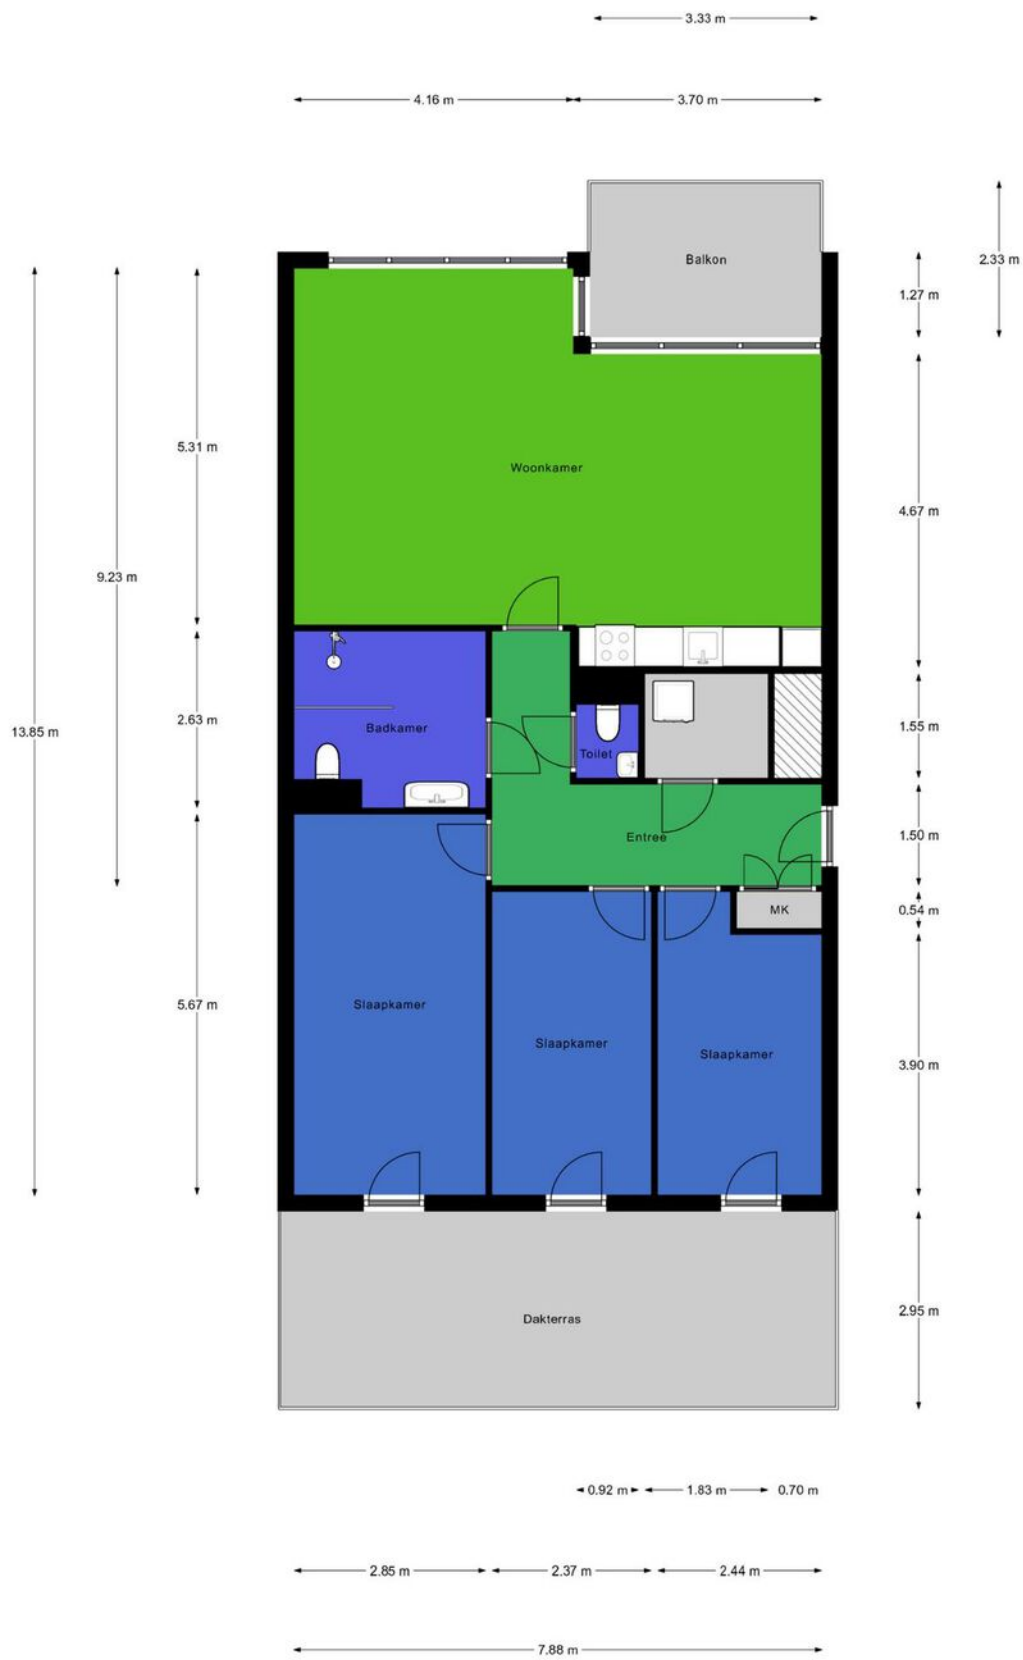 3.33 m
4.16 m
3.70 m
Balkon
2.33 m
1.27 m
5.31 m
Woonkamer
4.67 m
9.23 m
13.85 m
2.63 m
Badkamer
Toilet
1.55 m
Entree
1.50 m
MK
0.54 m
5.67 m
Slaapkamer
Slaapkamer
Slaapkamer
3.90 m
Dakterras
2.95 m
0.92 m
1.83 m
0.70 m
2.85 m
2.37 m
2.44 m
7.88 m